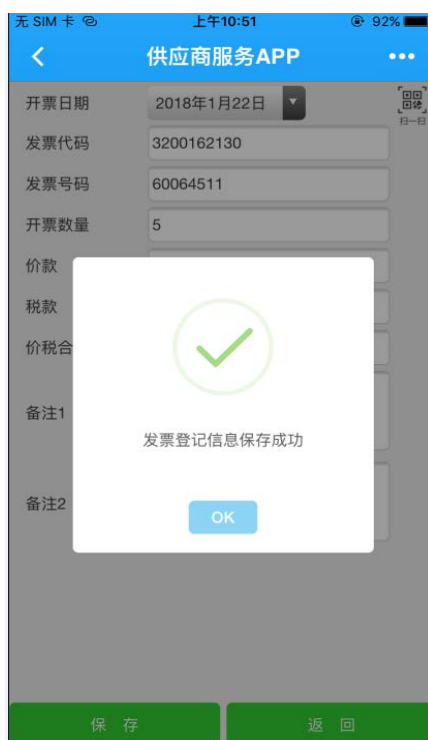 无 SIM 卡 上午10:51 92%
供应商服务APP
开票日期 2018年1月22日
扫一扫
发票代码 3200162130
发票号码 60064511
开票数量 5
价款
税款
价税合
备注1
发票登记信息保存成功
备注2
OK
保 存 返 回